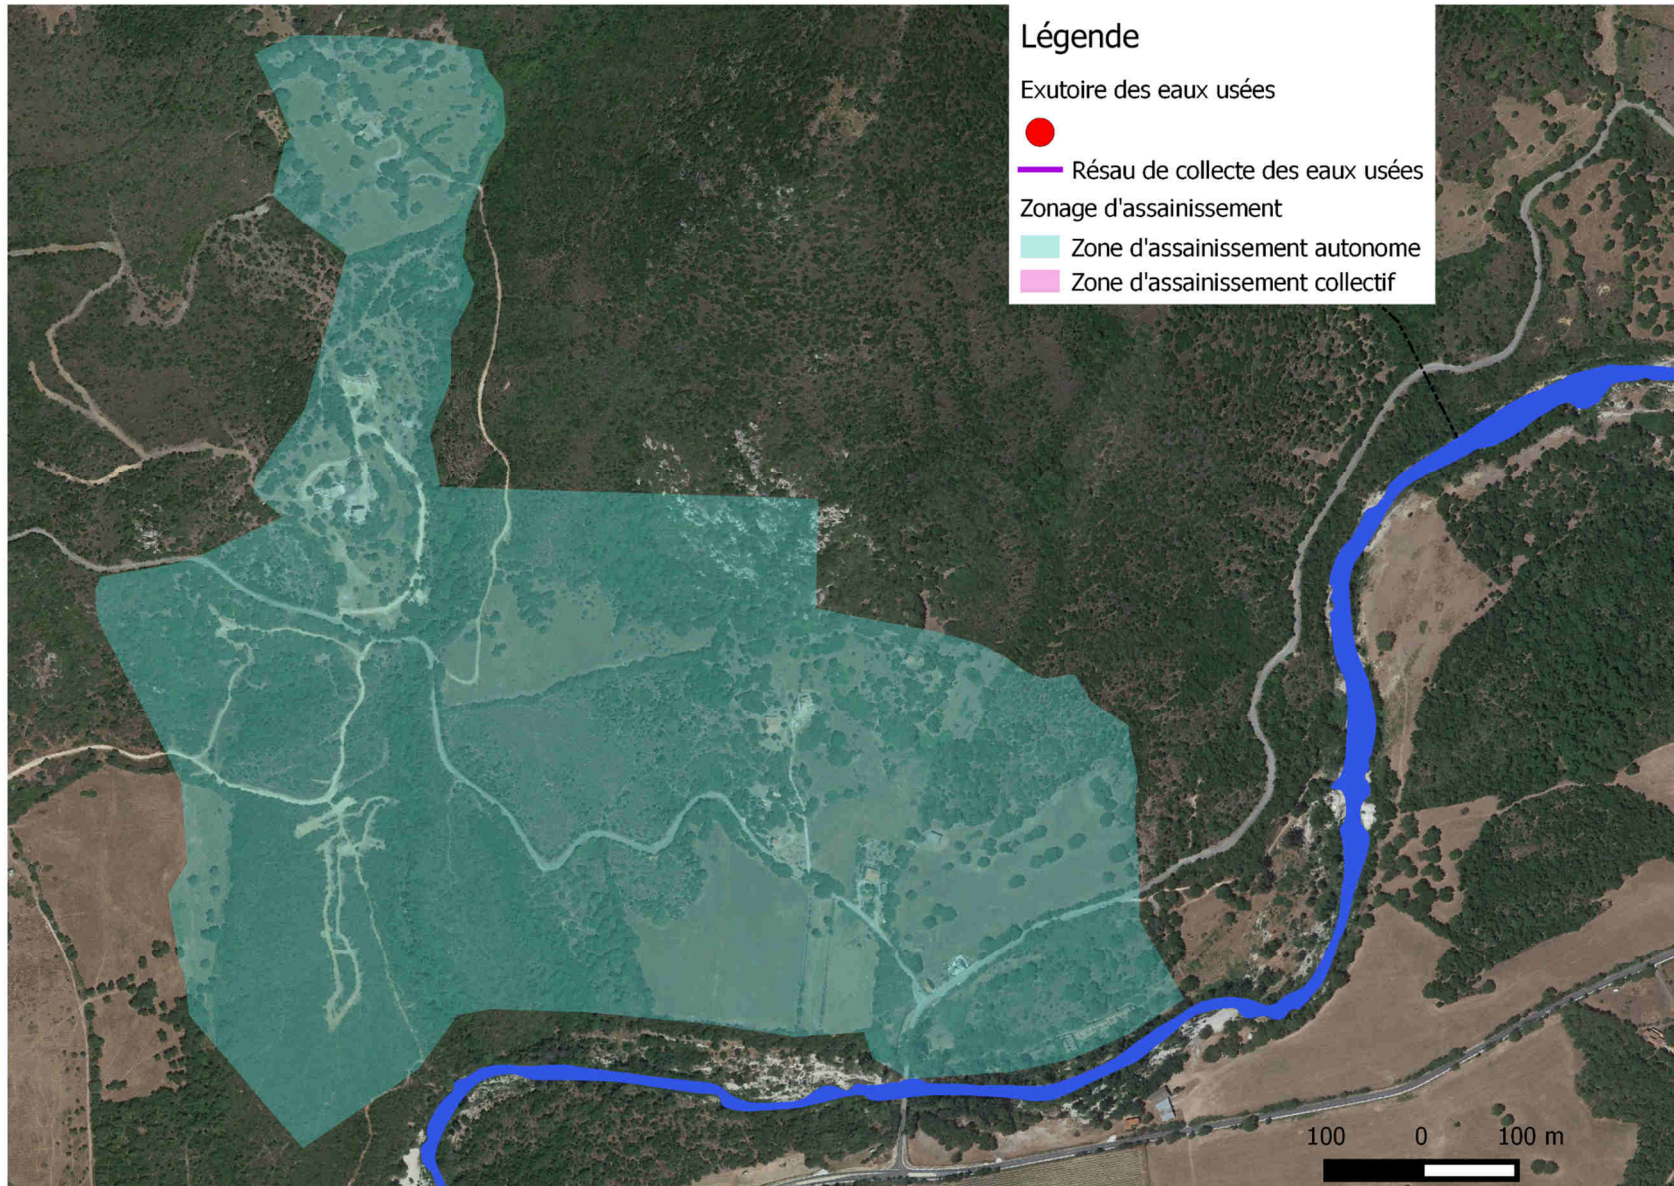 Légende
Exutoire des eaux usées
Résau de collecte des eaux usées
Zonage d'assainissement
Zone d'assainissement autonome
Zone d'assainissement collectif
100 0 100 m